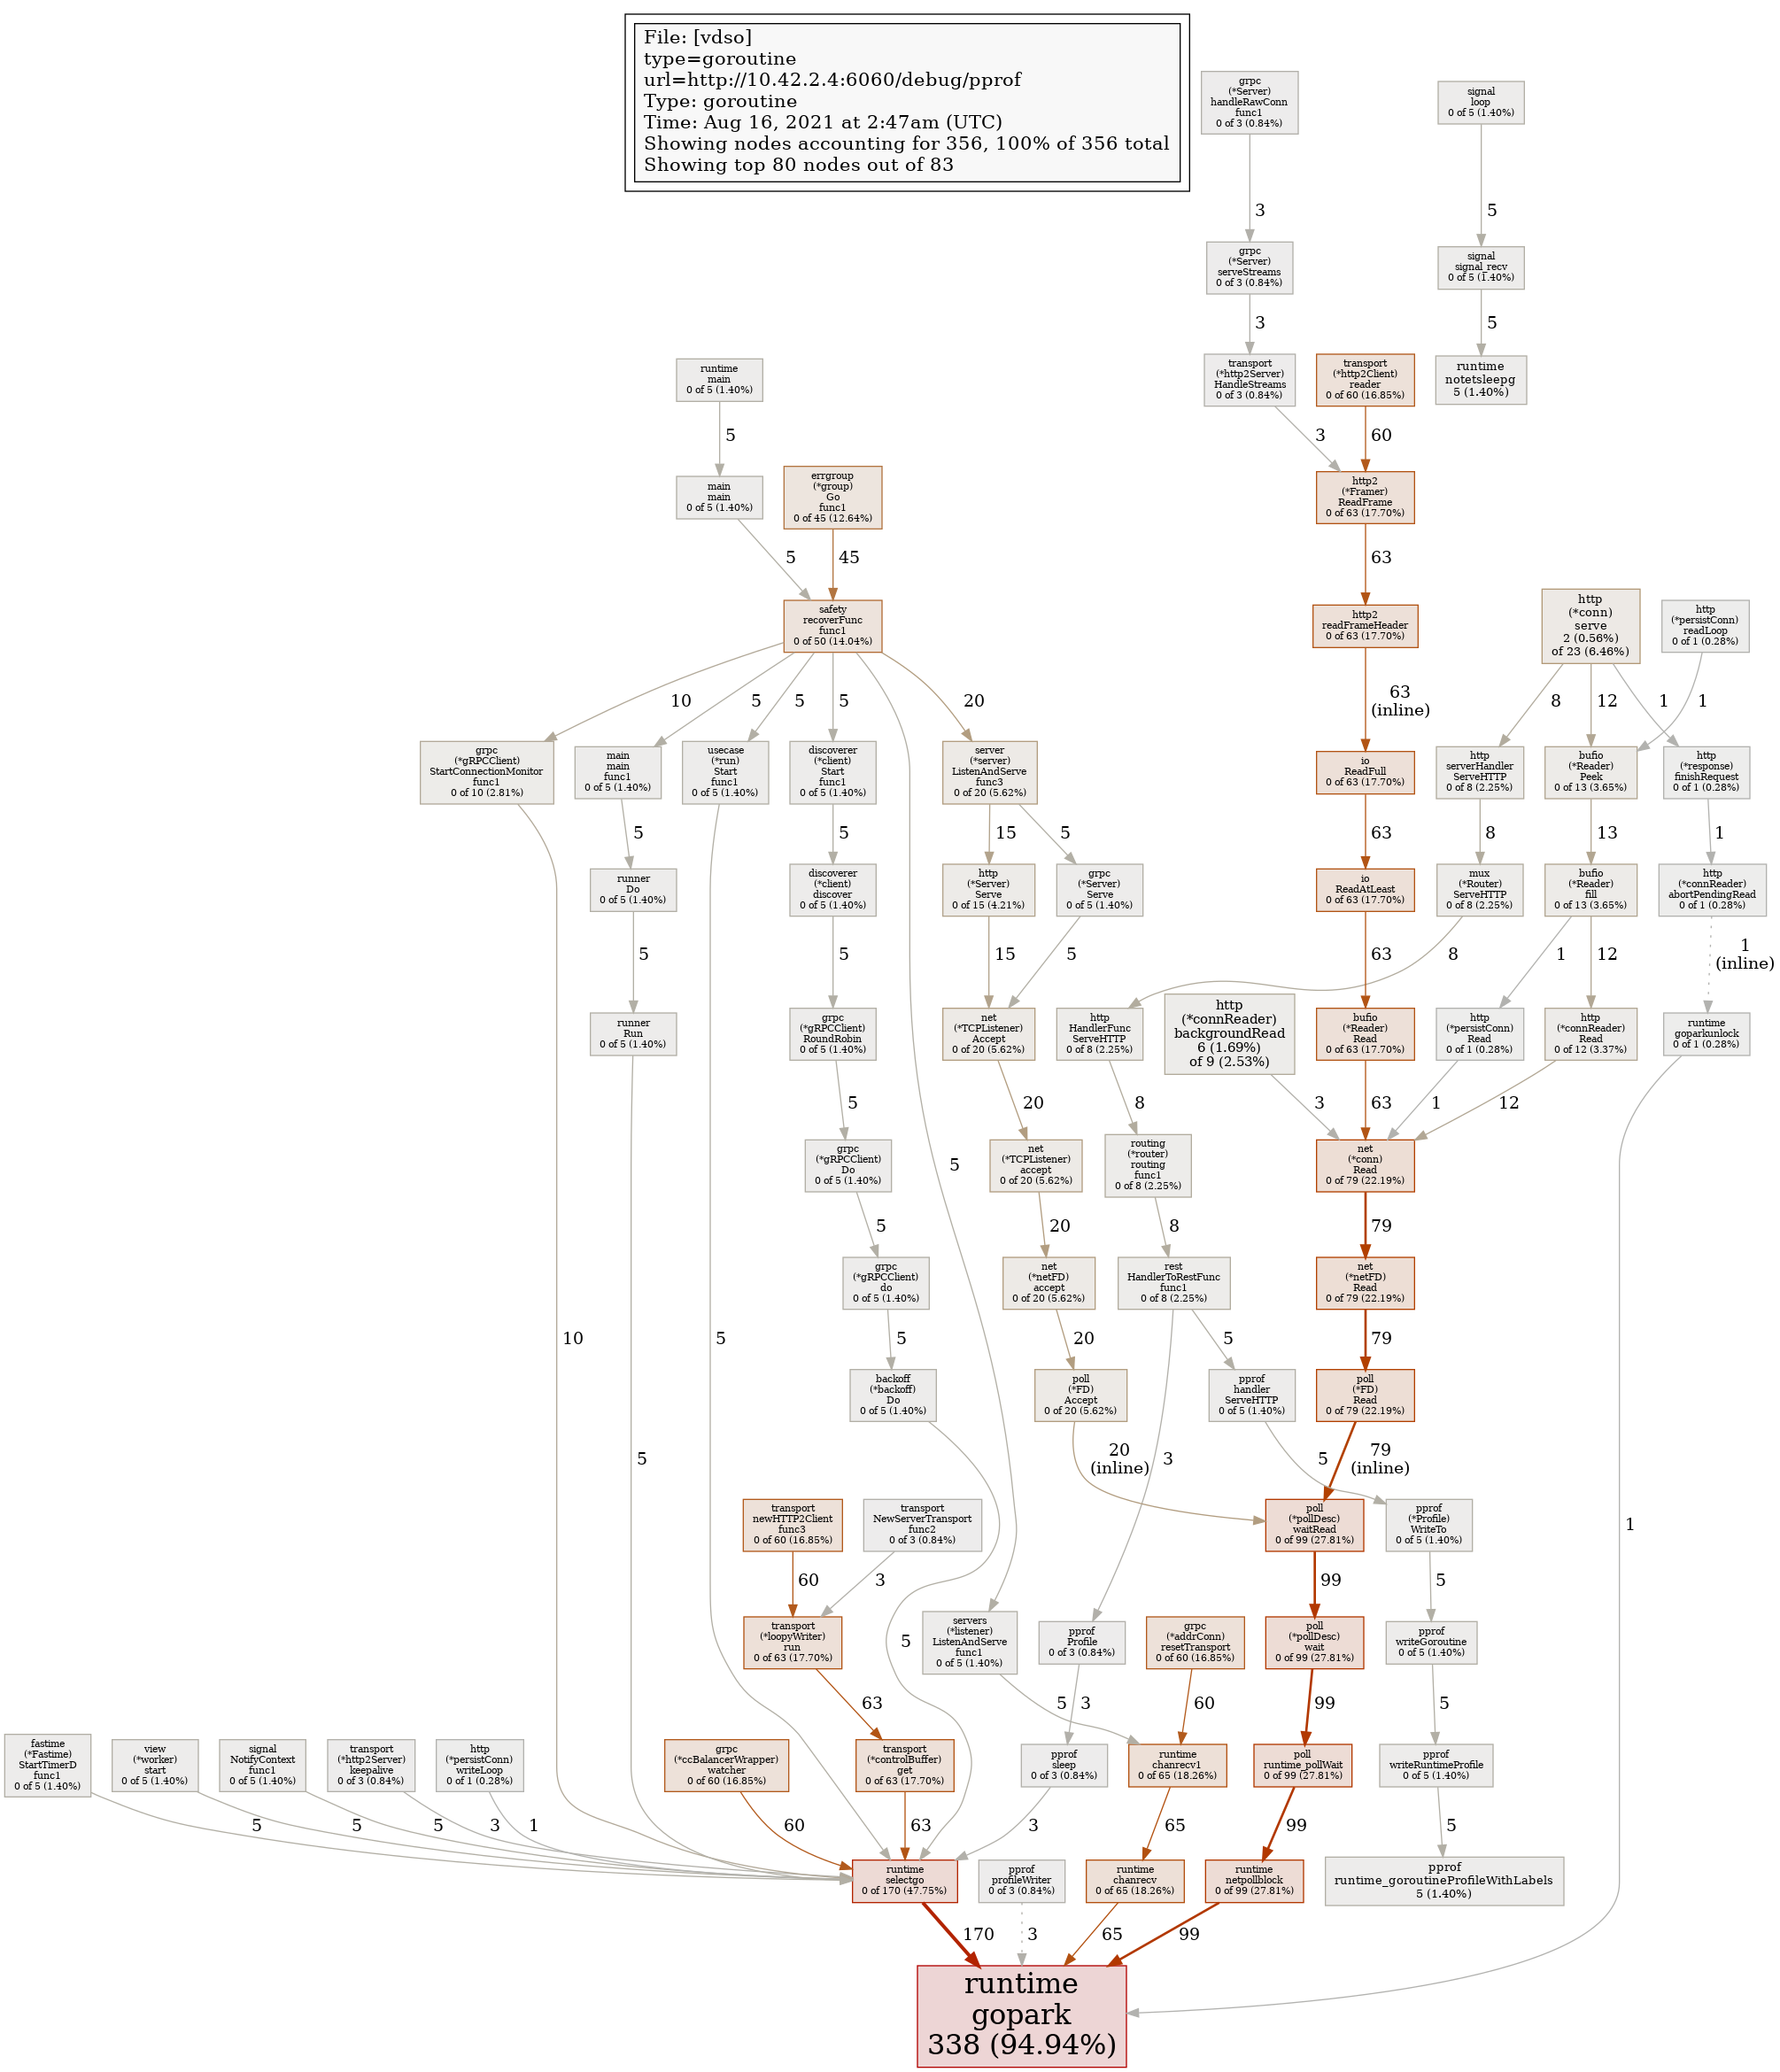 File: [vdso]
type=goroutine
url=http://10.42.2.4:6060/debug/pprof
Type: goroutine
Time: Aug 16, 2021 at 2:47am (UTC)
Showing nodes accounting for 356, 100% of 356 total
Showing top 80 nodes out of 83
grpc
(*Server)
handleRawConn
func1
0 of 3 (0.84%)
signal
loop
0 of 5 (1.40%)
3
5
grpc
(*Server)
serveStreams
0 of 3 (0.84%)
signal
signal_recv
0 of 5 (1.40%)
3
5
runtime
main
0 of 5 (1.40%)
transport
(*http2Server)
HandleStreams
0 of 3 (0.84%)
transport
(*http2Client)
reader
0 of 60 (16.85%)
runtime
notetsleepg
5 (1.40%)
5
3
60
main
main
0 of 5 (1.40%)
errgroup
(*group)
Go
func1
0 of 45 (12.64%)
http2
(*Framer)
ReadFrame
0 of 63 (17.70%)
5
45
63
safety
recoverFunc
func1
0 of 50 (14.04%)
http2
readFrameHeader
0 of 63 (17.70%)
http
(*conn)
serve
2 (0.56%)
of 23 (6.46%)
http
(*persistConn)
readLoop
0 of 1 (0.28%)
10
5
5
5
20
63
(inline)
8
12
1
1
grpc
(*gRPCClient)
StartConnectionMonitor
func1
0 of 10 (2.81%)
main
main
func1
0 of 5 (1.40%)
usecase
(*run)
Start
func1
0 of 5 (1.40%)
discoverer
(*client)
Start
func1
0 of 5 (1.40%)
server
(*server)
ListenAndServe
func3
0 of 20 (5.62%)
io
ReadFull
0 of 63 (17.70%)
http
serverHandler
ServeHTTP
0 of 8 (2.25%)
bufio
(*Reader)
Peek
0 of 13 (3.65%)
http
(*response)
finishRequest
0 of 1 (0.28%)
5
5
15
5
63
8
13
1
runner
Do
0 of 5 (1.40%)
discoverer
(*client)
discover
0 of 5 (1.40%)
http
(*Server)
Serve
0 of 15 (4.21%)
grpc
(*Server)
Serve
0 of 5 (1.40%)
io
ReadAtLeast
0 of 63 (17.70%)
mux
(*Router)
ServeHTTP
0 of 8 (2.25%)
bufio
(*Reader)
fill
0 of 13 (3.65%)
http
(*connReader)
abortPendingRead
0 of 1 (0.28%)
5
5
15
5
63
8
1
12
1
(inline)
runner
Run
0 of 5 (1.40%)
grpc
(*gRPCClient)
RoundRobin
0 of 5 (1.40%)
net
(*TCPListener)
Accept
0 of 20 (5.62%)
http
HandlerFunc
ServeHTTP
0 of 8 (2.25%)
http
(*connReader)
backgroundRead
6 (1.69%)
of 9 (2.53%)
bufio
(*Reader)
Read
0 of 63 (17.70%)
http
(*persistConn)
Read
0 of 1 (0.28%)
http
(*connReader)
Read
0 of 12 (3.37%)
runtime
goparkunlock
0 of 1 (0.28%)
5
20
8
3
63
1
12
grpc
(*gRPCClient)
Do
0 of 5 (1.40%)
5
net
(*TCPListener)
accept
0 of 20 (5.62%)
routing
(*router)
routing
func1
0 of 8 (2.25%)
net
(*conn)
Read
0 of 79 (22.19%)
5
20
8
79
grpc
(*gRPCClient)
do
0 of 5 (1.40%)
net
(*netFD)
accept
0 of 20 (5.62%)
rest
HandlerToRestFunc
func1
0 of 8 (2.25%)
net
(*netFD)
Read
0 of 79 (22.19%)
10
5
5
20
5
79
backoff
(*backoff)
Do
0 of 5 (1.40%)
poll
(*FD)
Accept
0 of 20 (5.62%)
pprof
handler
ServeHTTP
0 of 5 (1.40%)
poll
(*FD)
Read
0 of 79 (22.19%)
5
20
(inline)
3
5
79
(inline)
transport
newHTTP2Client
func3
0 of 60 (16.85%)
transport
NewServerTransport
func2
0 of 3 (0.84%)
poll
(*pollDesc)
waitRead
0 of 99 (27.81%)
pprof
(*Profile)
WriteTo
0 of 5 (1.40%)
1
60
3
99
5
transport
(*loopyWriter)
run
0 of 63 (17.70%)
5
servers
(*listener)
ListenAndServe
func1
0 of 5 (1.40%)
pprof
Profile
0 of 3 (0.84%)
grpc
(*addrConn)
resetTransport
0 of 60 (16.85%)
poll
(*pollDesc)
wait
0 of 99 (27.81%)
pprof
writeGoroutine
0 of 5 (1.40%)
63
5
3
60
99
5
fastime
(*Fastime)
StartTimerD
func1
0 of 5 (1.40%)
view
(*worker)
start
0 of 5 (1.40%)
signal
NotifyContext
func1
0 of 5 (1.40%)
transport
(*http2Server)
keepalive
0 of 3 (0.84%)
http
(*persistConn)
writeLoop
0 of 1 (0.28%)
grpc
(*ccBalancerWrapper)
watcher
0 of 60 (16.85%)
transport
(*controlBuffer)
get
0 of 63 (17.70%)
pprof
sleep
0 of 3 (0.84%)
runtime
chanrecv1
0 of 65 (18.26%)
poll
runtime_pollWait
0 of 99 (27.81%)
pprof
writeRuntimeProfile
0 of 5 (1.40%)
5
5
5
3
1
60
63
3
65
99
5
runtime
selectgo
0 of 170 (47.75%)
pprof
profileWriter
0 of 3 (0.84%)
runtime
chanrecv
0 of 65 (18.26%)
runtime
netpollblock
0 of 99 (27.81%)
pprof
runtime_goroutineProfileWithLabels
5 (1.40%)
170
3
65
99
runtime
gopark
338 (94.94%)